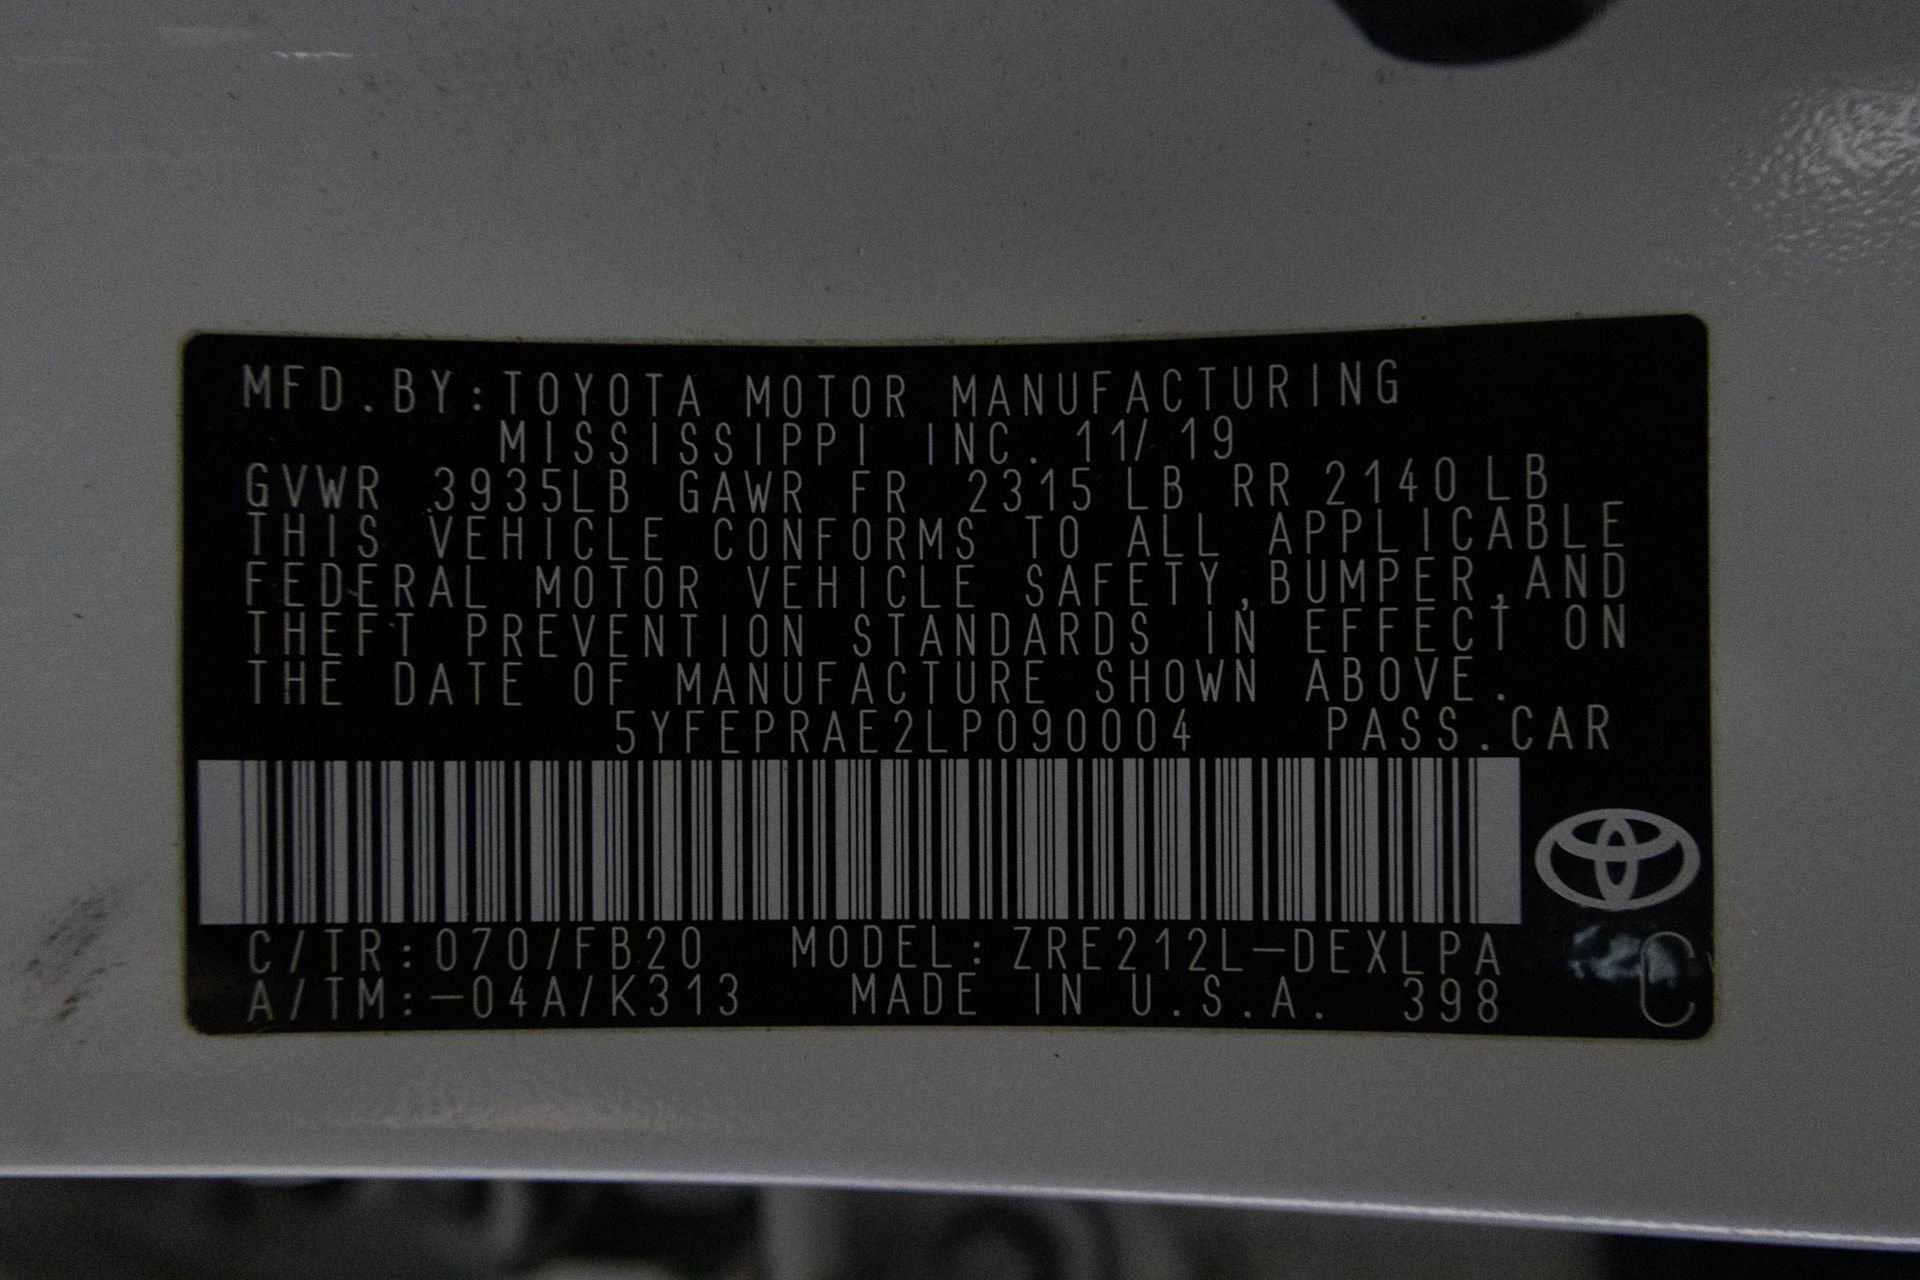 MFD.BY:TOYOTA MOTOR MANUFACTURING
MISSISSIPPI INC. 11/19
GVWR 3935LB GAWR FR 2315 LB RR 2140 LB
THIS VEHICLE CONFORMS TO ALL APPLICABLE
FEDERAL MOTOR VEHICLE SAFETY,BUMPER,AND
THEFT PREVENTION STANDARDS IN EFFECT ON
THE DATE OF MANUFACTURE SHOWN ABOVE.
5YFEPRAE2LP090004 PASS.CAR
C/TR:070/FB20 MODEL:ZRE212L-DEXLPA
A/TM:-04A/K313 MADE IN U.S.A. 398 C